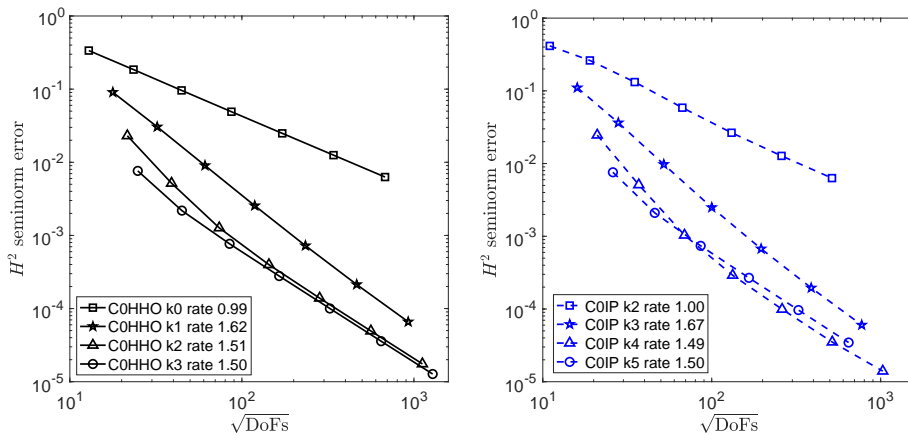 10^0
10^-1
10^-2
10^-3
10^-4
10^-5
H^2 seminorm error
C0HHO k0 rate 0.99
C0HHO k1 rate 1.62
C0HHO k2 rate 1.51
C0HHO k3 rate 1.50
10^1
10^2
10^3
√DoFs
10^0
10^-1
10^-2
10^-3
10^-4
10^-5
H^2 seminorm error
C0IP k2 rate 1.00
C0IP k3 rate 1.67
C0IP k4 rate 1.49
C0IP k5 rate 1.50
10^1
10^2
10^3
√DoFs